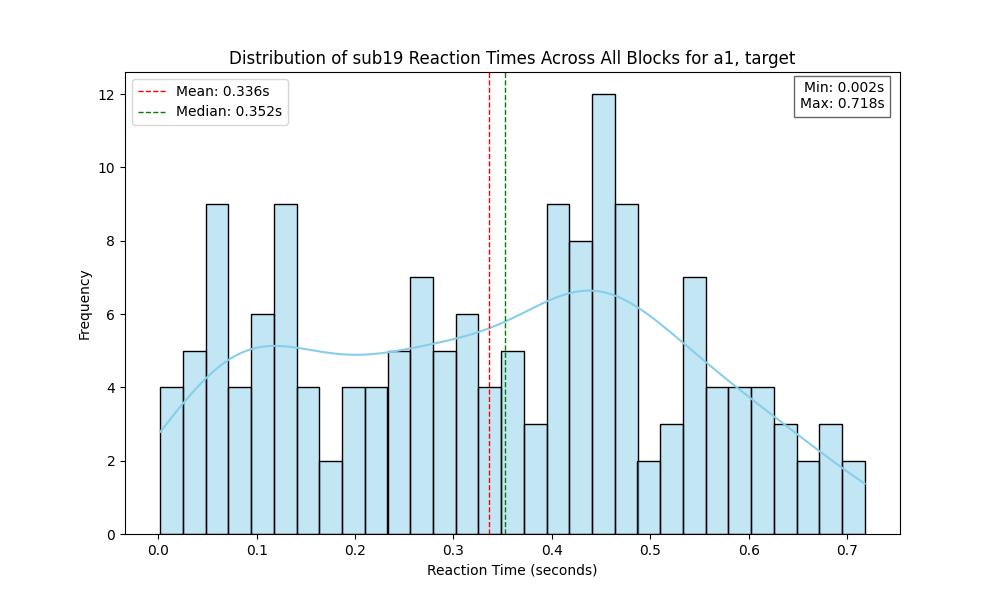 Distribution of sub19 Reaction Times Across All Blocks for a1, target
Mean: 0.336s
Median: 0.352s
Min: 0.002s
Max: 0.718s
12
10
8
6
4
2
0
Frequency
0.0 0.1 0.2 0.3 0.4 0.5 0.6 0.7
Reaction Time (seconds)